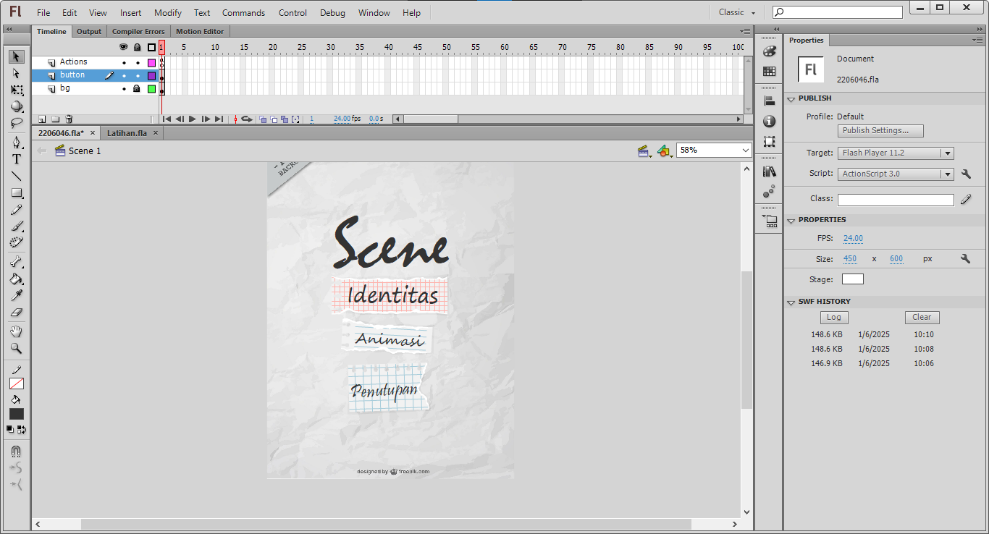 Fl File Edit View Insert Modify Text Commands Control Debug Window Help Classic
Timeline Output Compiler Errors Motion Editor
1 5 10 15 20 25 30 35 40 45 50 55 60 65 70 75 80 85 90 95 100
Actions
button
bg
1 24.00 fps 0.0 s
2206046.fla* × Latihan.fla ×
Scene 1
58%
Scene
Identitas
Animasi
Penutupan
Properties
Fl
Document
2206046.fla
PUBLISH
Profile: Default
Publish Settings...
Target: Flash Player 11.2
Script: ActionScript 3.0
Class:
PROPERTIES
FPS: 24.00
Size: 450 x 600 px
Stage:
SWF HISTORY
Log Clear
148.6 KB 1/6/2025 10:10
148.6 KB 1/6/2025 10:08
146.9 KB 1/6/2025 10:06